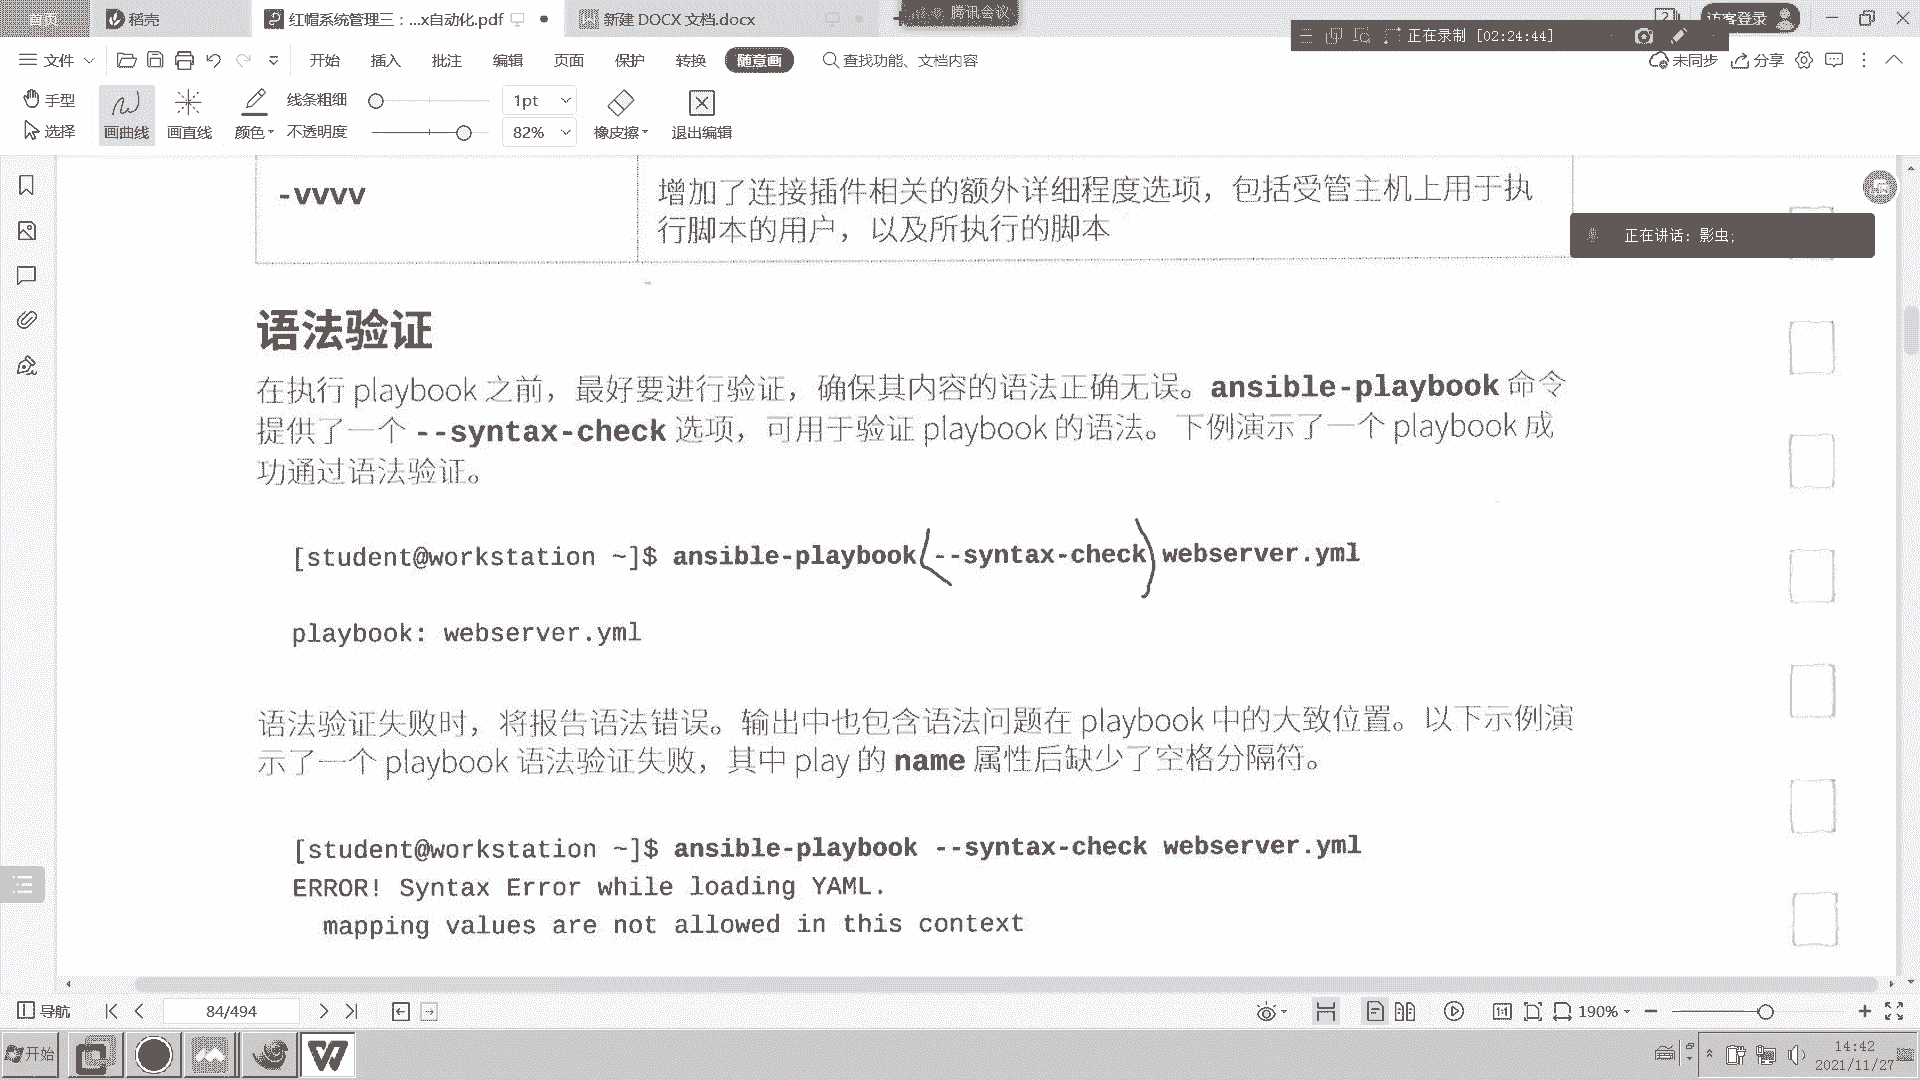 首页
稻壳
红帽系统管理三：...x自动化.pdf
新建 DOCX 文档.docx
腾讯会议
访客登录
正在录制 [02:24:44]
文件
开始
插入
批注
编辑
页面
保护
转换
随意画
查找功能、文档内容
未同步
分享
手型
选择
画曲线
画直线
颜色
线条粗细
1pt
不透明度
82%
橡皮擦
退出编辑
-vvvv
增加了连接插件相关的额外详细程度选项，包括受管主机上用于执
行脚本的用户，以及所执行的脚本
正在讲话：影虫;
语法验证
在执行 playbook 之前，最好要进行验证，确保其内容的语法正确无误。ansible-playbook 命令
提供了一个 --syntax-check 选项，可用于验证 playbook 的语法。下例演示了一个 playbook 成
功通过语法验证。
[student@workstation ~]$ ansible-playbook --syntax-check webserver.yml
playbook: webserver.yml
语法验证失败时，将报告语法错误。输出中也包含语法问题在 playbook 中的大致位置。以下示例演
示了一个 playbook 语法验证失败，其中 play 的 name 属性后缺少了空格分隔符。
[student@workstation ~]$ ansible-playbook --syntax-check webserver.yml
ERROR! Syntax Error while loading YAML.
mapping values are not allowed in this context
导航
84/494
190%
开始
14:42
2021/11/27